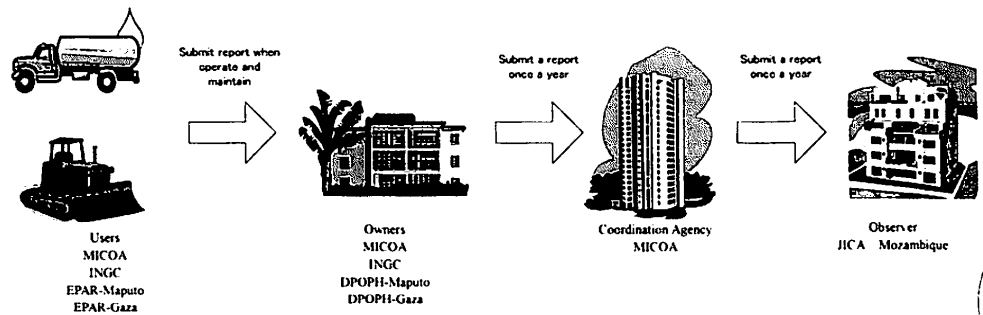 Submit report when
operate and
maintain
Submit a report
once a year
Submit a report
once a year
Users
MICOA
INGC
EPAR-Maputo
EPAR-Gaza
Owners
MICOA
INGC
DPOPH-Maputo
DPOPH-Gaza
Coordination Agency
MICOA
Observer
JICA Mozambique